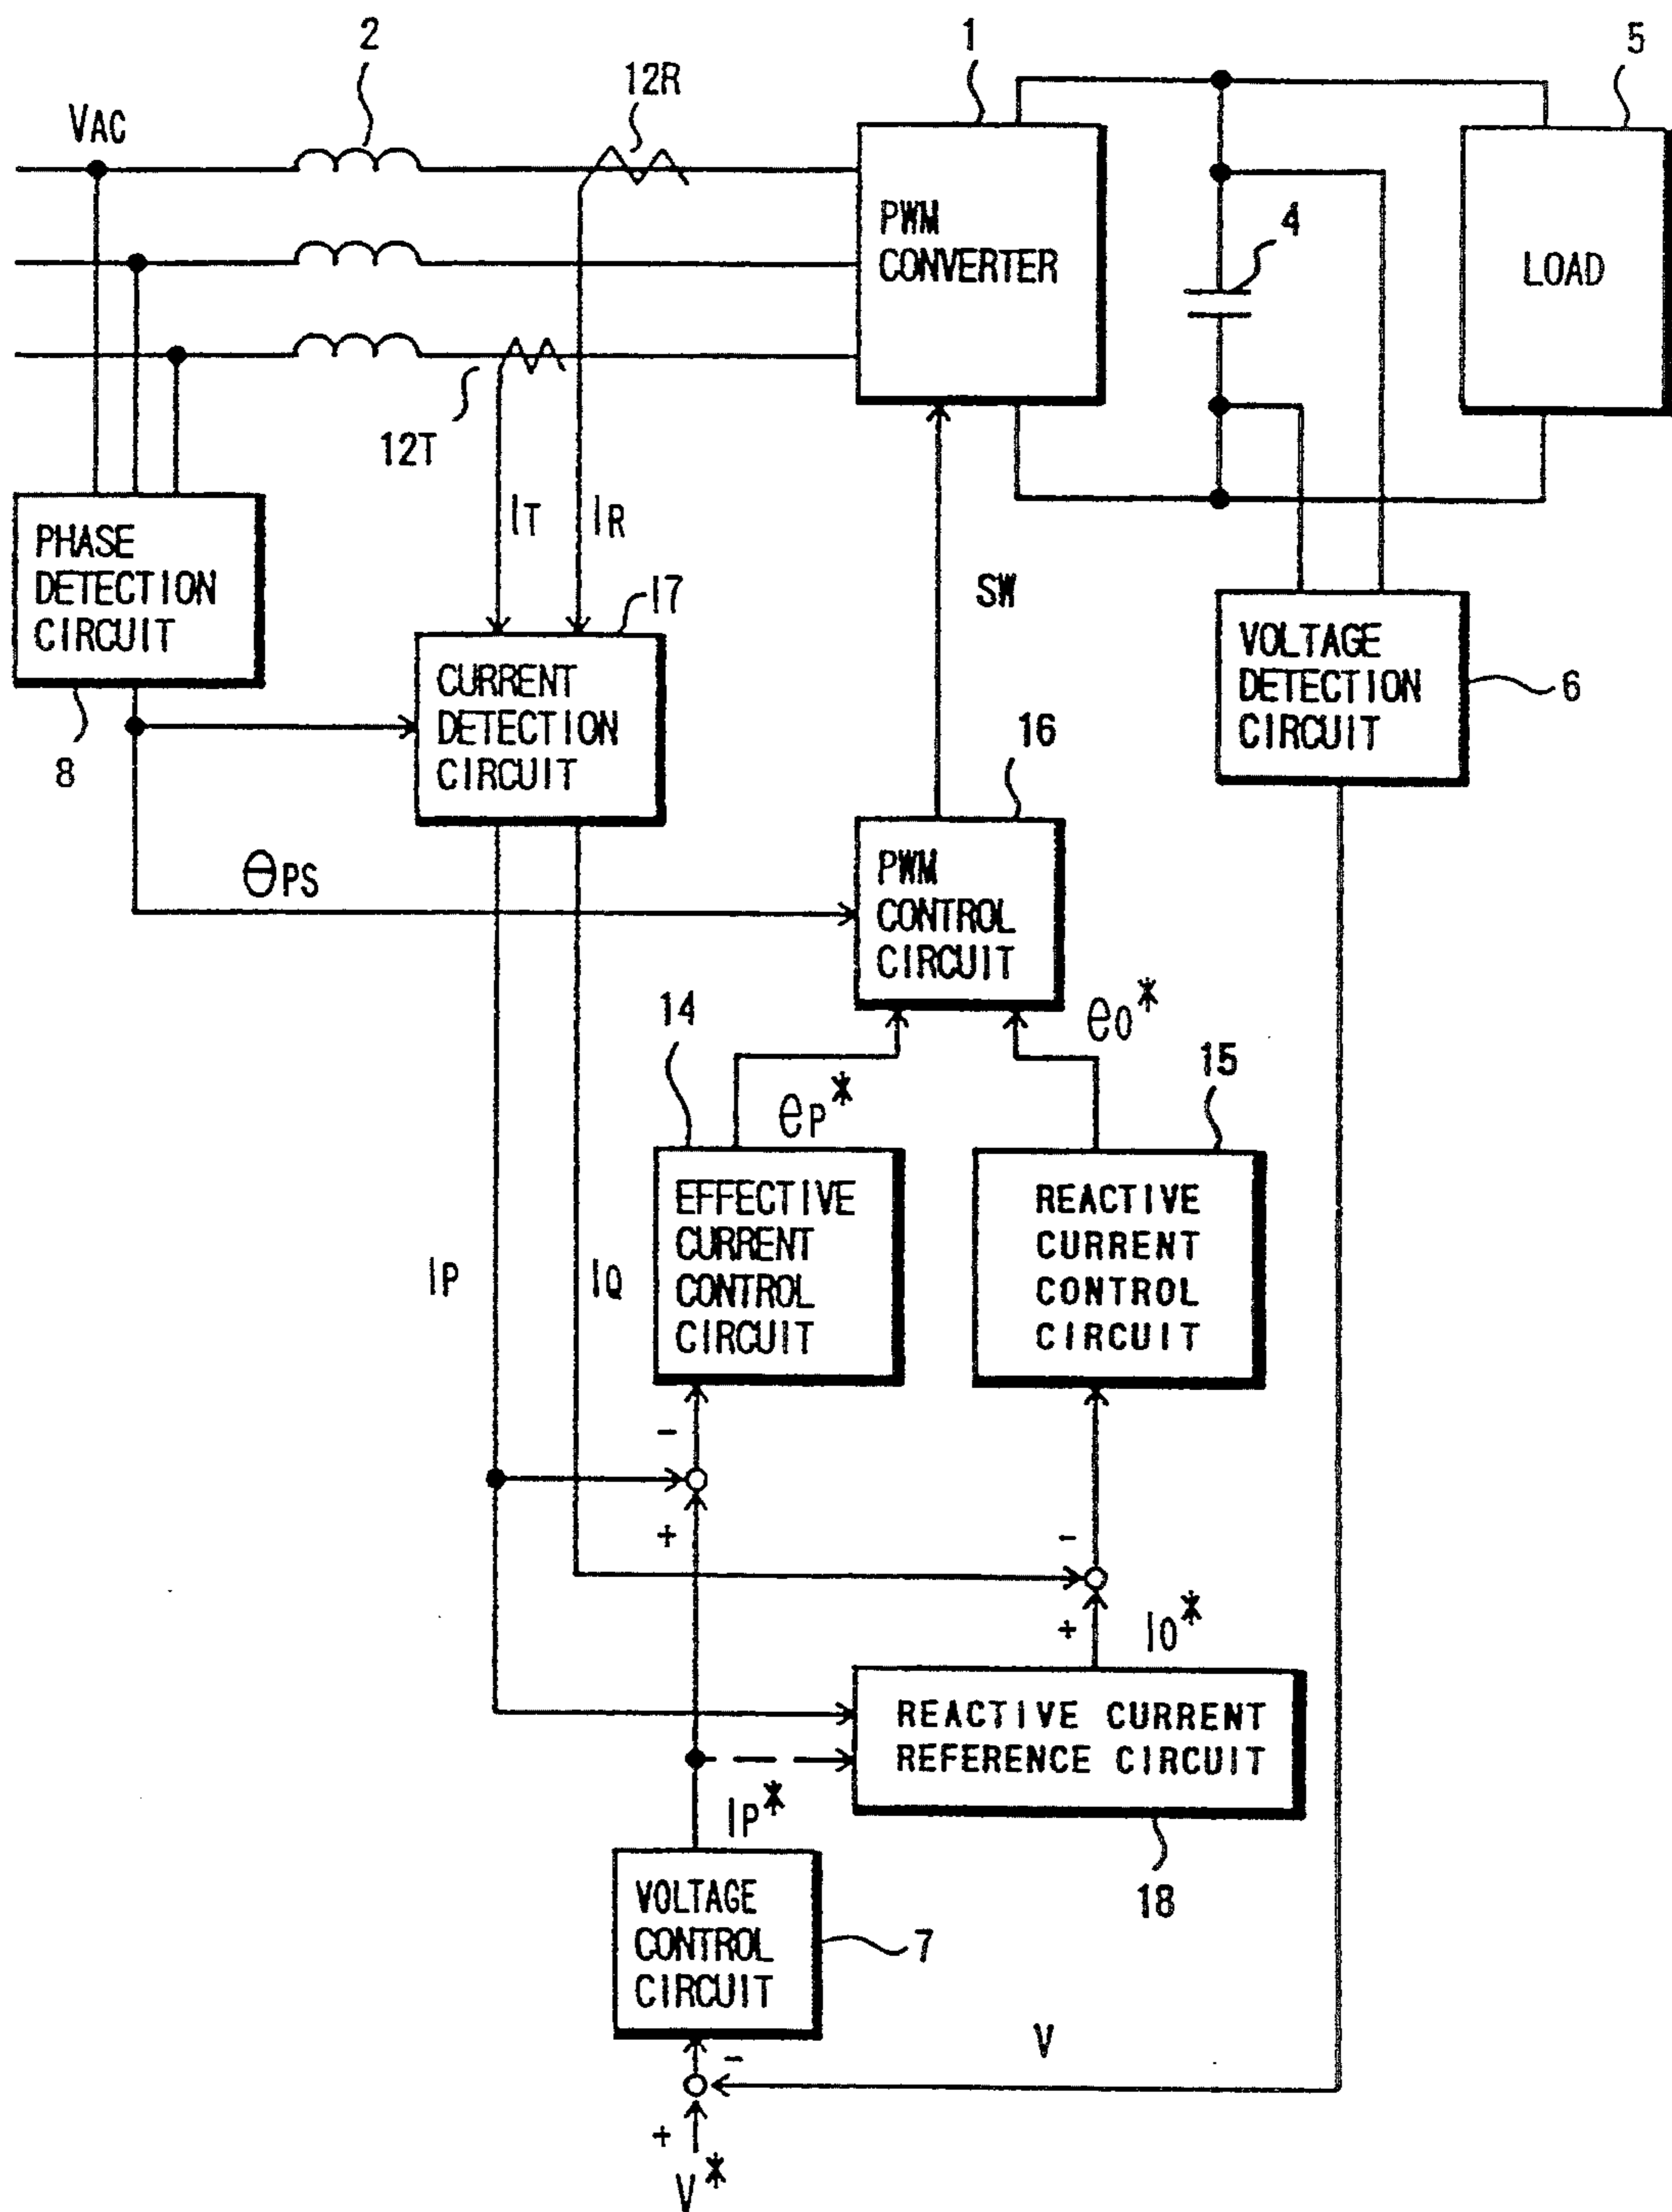 2
12R
1
5
VAC
PWM
CONVERTER
4
LOAD
12T
IT
IR
PHASE
DETECTION
CIRCUIT
SW
17
VOLTAGE
DETECTION
CIRCUIT
6
CURRENT
DETECTION
CIRCUIT
8
16
θPS
PWM
CONTROL
CIRCUIT
14
eO*
eP*
15
EFFECTIVE
CURRENT
CONTROL
CIRCUIT
REACTIVE
CURRENT
CONTROL
CIRCUIT
IP
IQ
-
+
-
+
IO*
REACTIVE CURRENT
REFERENCE CIRCUIT
IP*
18
VOLTAGE
CONTROL
CIRCUIT
7
V
-
+
V*